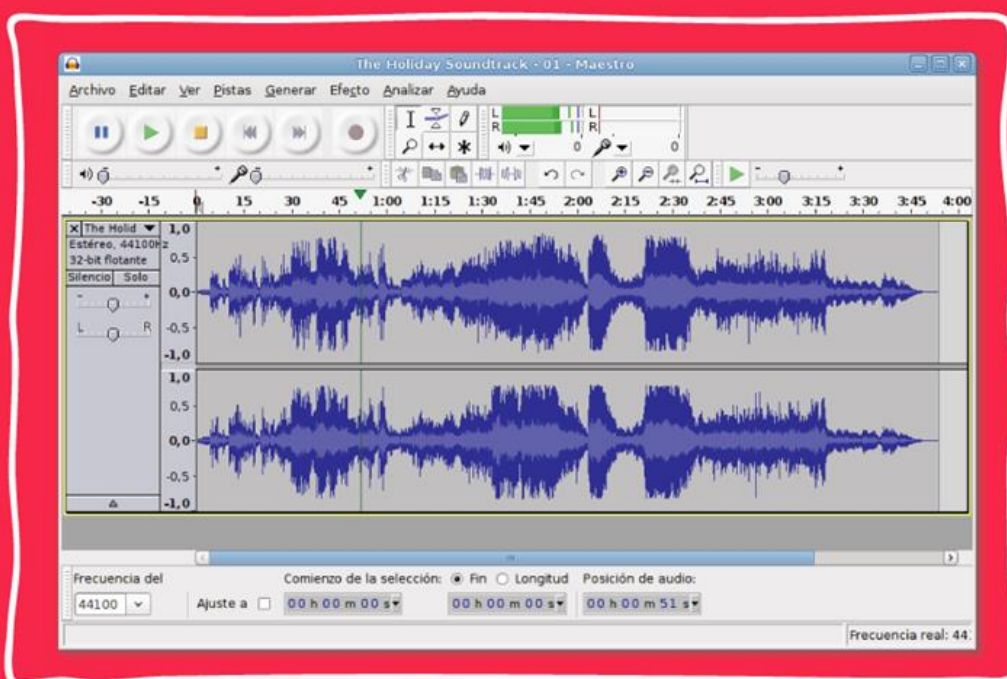 The Holiday Soundtrack - 01 - Maestro
Archivo Editar Ver Pistas Generar Efecto Analizar Ayuda
L
R
L
R
0
0
-30 -15 0 15 30 45 1:00 1:15 1:30 1:45 2:00 2:15 2:30 2:45 3:00 3:15 3:30 3:45 4:00
X The Holid
Estéreo, 44100Hz
32-bit flotante
Silencio Solo
- +
L R
1,0
0,5
0,0
-0,5
-1,0
1,0
0,5
0,0
-0,5
-1,0
Frecuencia del Comienzo de la selección: Fin Longitud Posición de audio:
44100 Ajuste a 00 h 00 m 00 s 00 h 00 m 00 s 00 h 00 m 51 s
Frecuencia real: 44